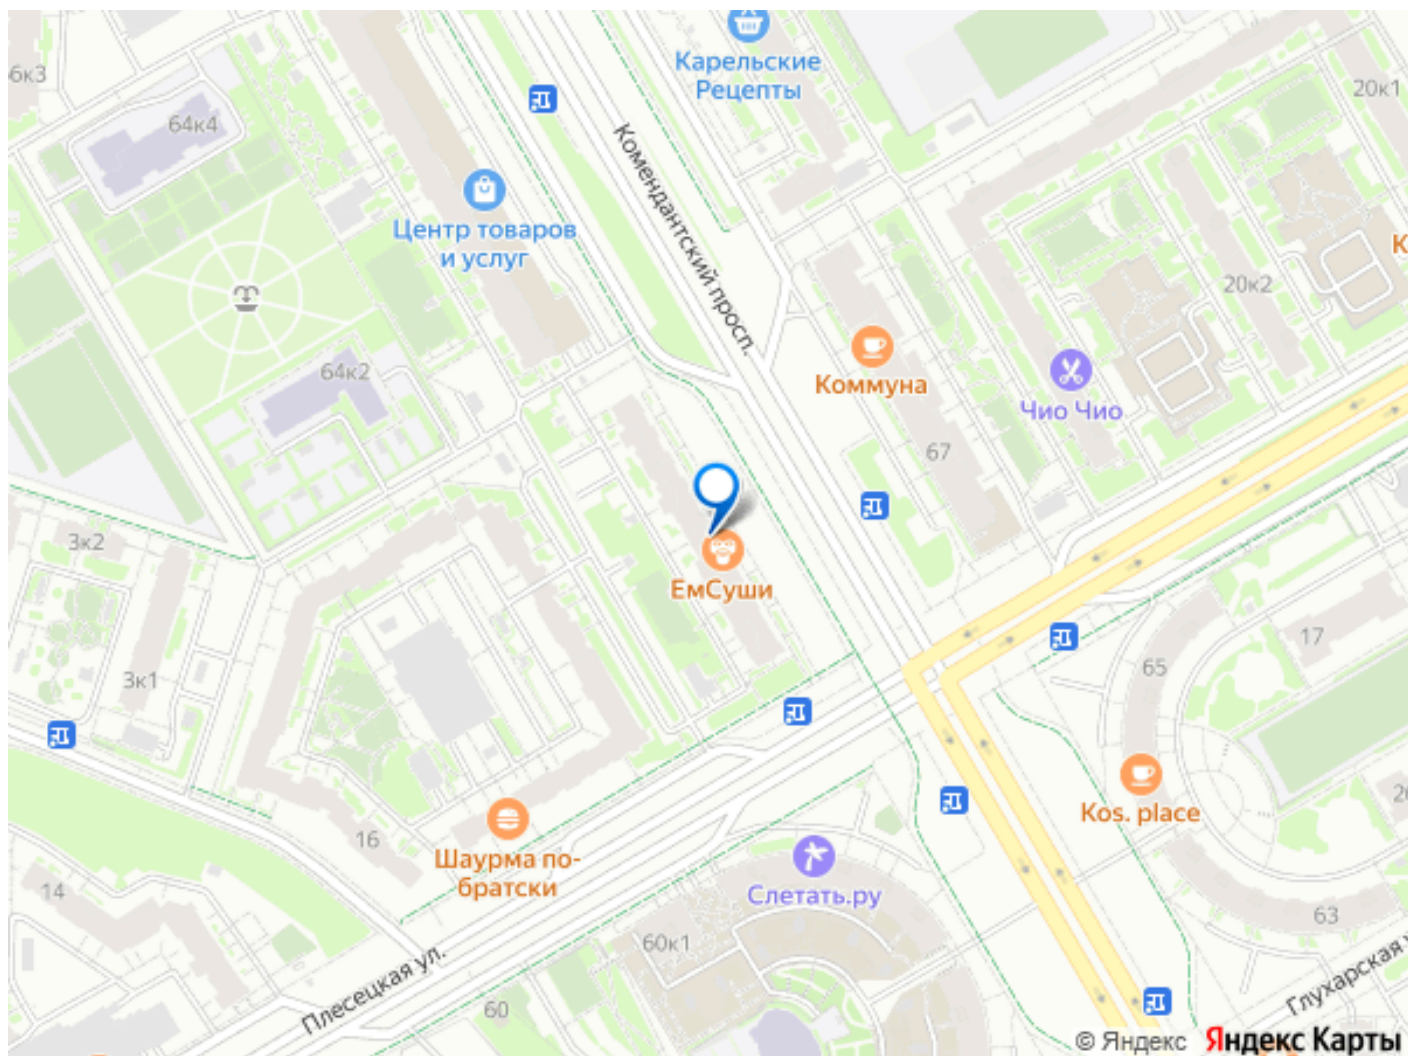 Карельские
Рецепты
20к1
64к4
Комендантский просп.
Центр товаров
и услуг
20к2
64к2
Коммуна
Чио Чио
67
3к2
ЕмСуши
17
65
3к1
Kos. place
16
Шаурма по-
братски
Слетать.ру
14
63
60к1
Плесецкая ул.
60
Глухарская
© Яндекс
Яндекс Карты